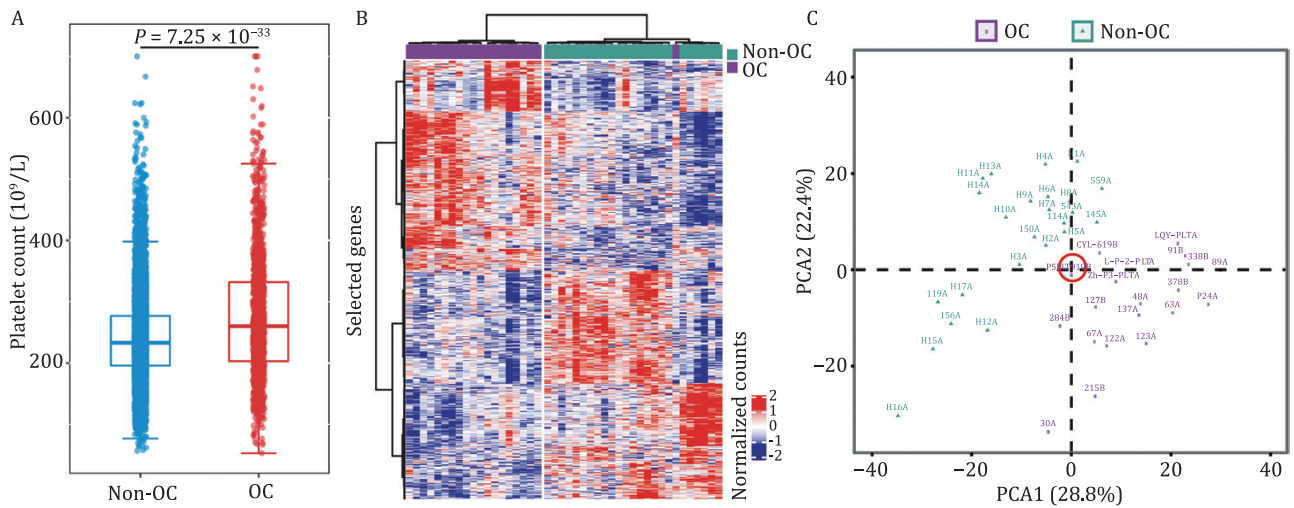 A
P = 7.25 × 10⁻³³
Platelet count (10⁹/L)
600
400
200
Non-OC
OC
B
Non-OC
OC
Selected genes
Normalized counts
2
1
0
-1
-2
C
OC
Non-OC
PCA2 (22.4%)
40
20
0
−20
−40
−20
0
20
40
PCA1 (28.8%)
H4A
1A
H13A
H11A
H14A
559A
H6A
H8A
H9A
H7A
543A
H10A
114A
145A
150A
H5A
H2A
CYL-619B
LQY-PLTA
91B
338B
H3A
L-P-2-PLTA
89A
Zh-P3-PLTA
H17A
119A
378B
127B
48A
P24A
137A
63A
156A
H12A
284B
H15A
67A
122A
123A
215B
H16A
30A